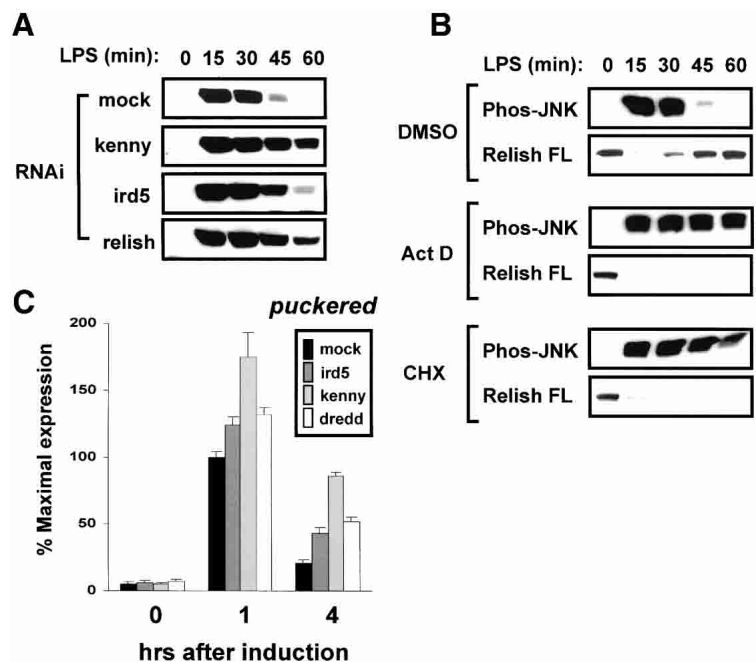 A
LPS (min): 0 15 30 45 60
RNAi
mock
kenny
ird5
relish
B
LPS (min): 0 15 30 45 60
DMSO
Phos-JNK
Relish FL
Act D
Phos-JNK
Relish FL
CHX
Phos-JNK
Relish FL
C
puckered
mock
ird5
kenny
dredd
% Maximal expression
200
150
100
50
0
0 1 4
hrs after induction